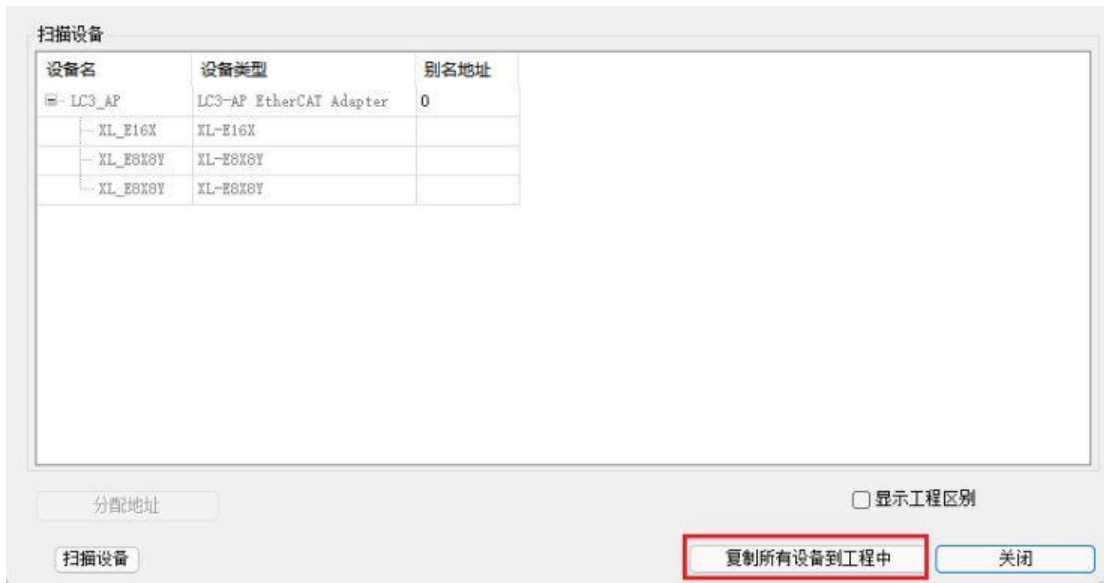 扫描设备
设备名 设备类型 别名地址
LC3_AP LC3-AP EtherCAT Adapter 0
XL_E16X XL-E16X
XL_E8X8Y XL-E8X8Y
XL_E8X8Y XL-E8X8Y
分配地址 显示工程区别
扫描设备 复制所有设备到工程中 关闭